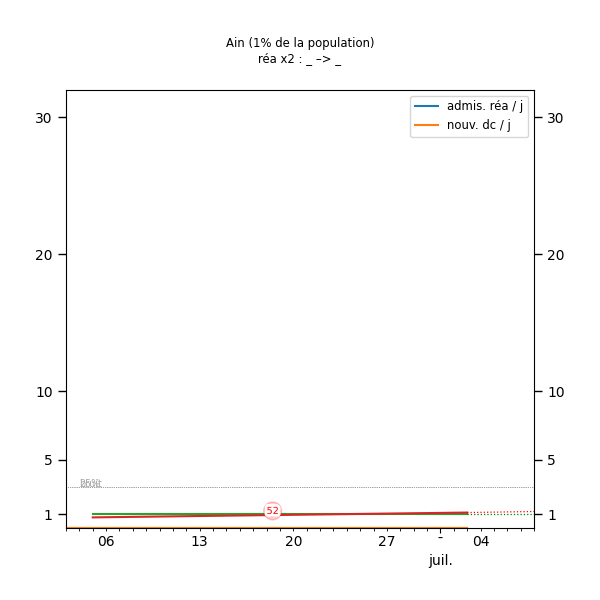 Ain (1% de la population)
réa x2 : _ –> _
admis. réa / j
nouv. dc / j
30 30
20 20
10 10
5 5
52
1 1
06 13 20 27 - 04
juil.